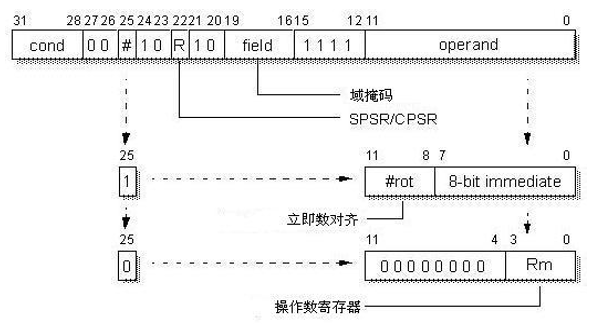 31 28 27 26 25 24 23 22 21 20 19 16 15 12 11 0
cond 0 0 # 1 0 R 1 0 field 1 1 1 1 operand
域掩码
SPSR/CPSR
25 11 8 7 0
1 #rot 8-bit immediate
立即数对齐
25 11 4 3 0
0 0 0 0 0 0 0 0 0 Rm
操作数寄存器